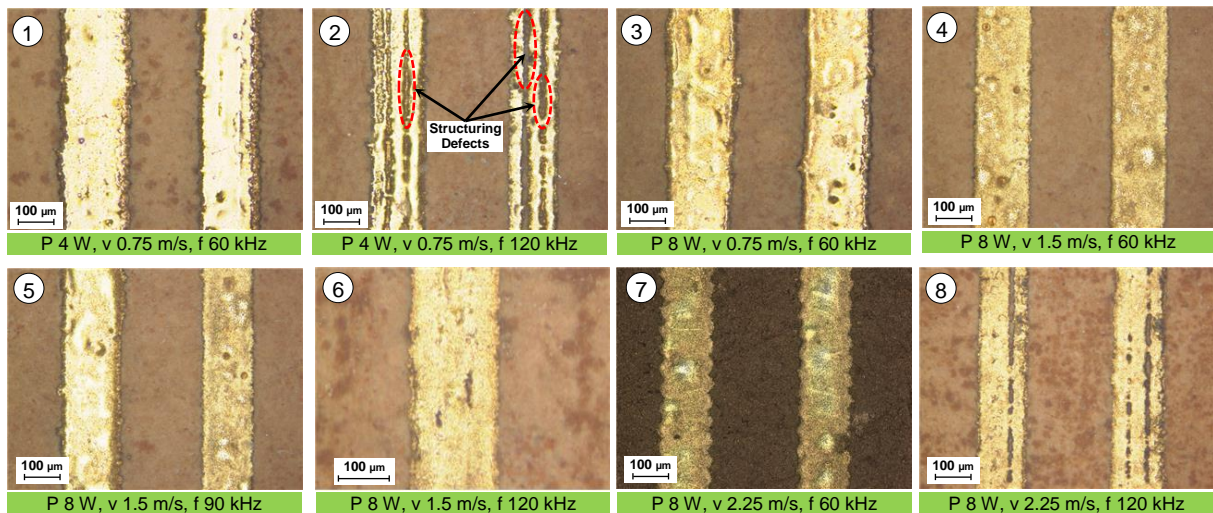 1
2
3
4
Structuring
Defects
100 µm
100 µm
100 µm
100 µm
P 4 W, v 0.75 m/s, f 60 kHz
P 4 W, v 0.75 m/s, f 120 kHz
P 8 W, v 0.75 m/s, f 60 kHz
P 8 W, v 1.5 m/s, f 60 kHz
5
6
7
8
100 µm
100 µm
100 µm
100 µm
P 8 W, v 1.5 m/s, f 90 kHz
P 8 W, v 1.5 m/s, f 120 kHz
P 8 W, v 2.25 m/s, f 60 kHz
P 8 W, v 2.25 m/s, f 120 kHz